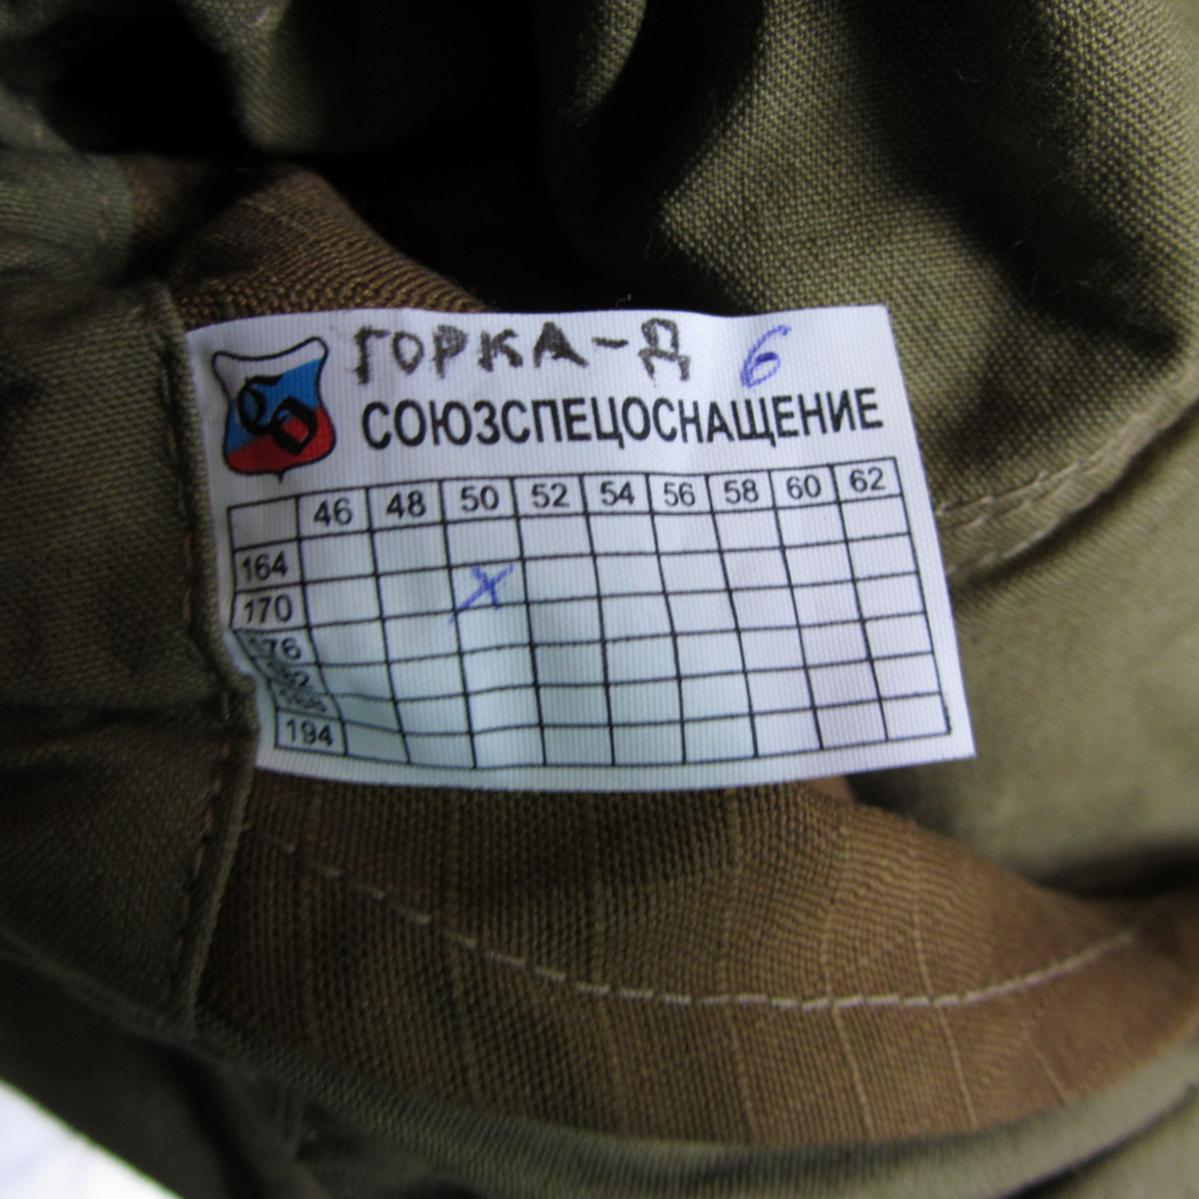 ГОРКА-Д 6
СОЮЗСПЕЦОСНАЩЕНИЕ
46 48 50 52 54 56 58 60 62
164
170 X
176
194